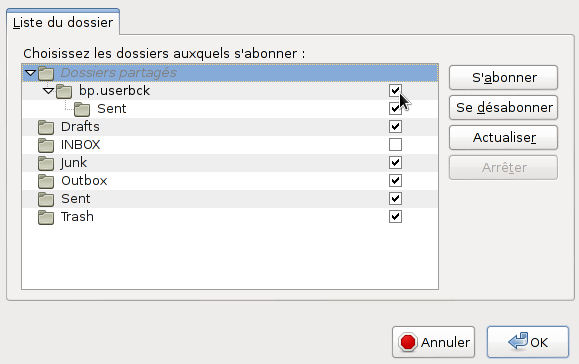 Liste du dossier
Choisissez les dossiers auxquels s'abonner :
Dossiers partagés
bp.userbck
Sent
Drafts
INBOX
Junk
Outbox
Sent
Trash
S'abonner
Se désabonner
Actualiser
Arrêter
Annuler
OK